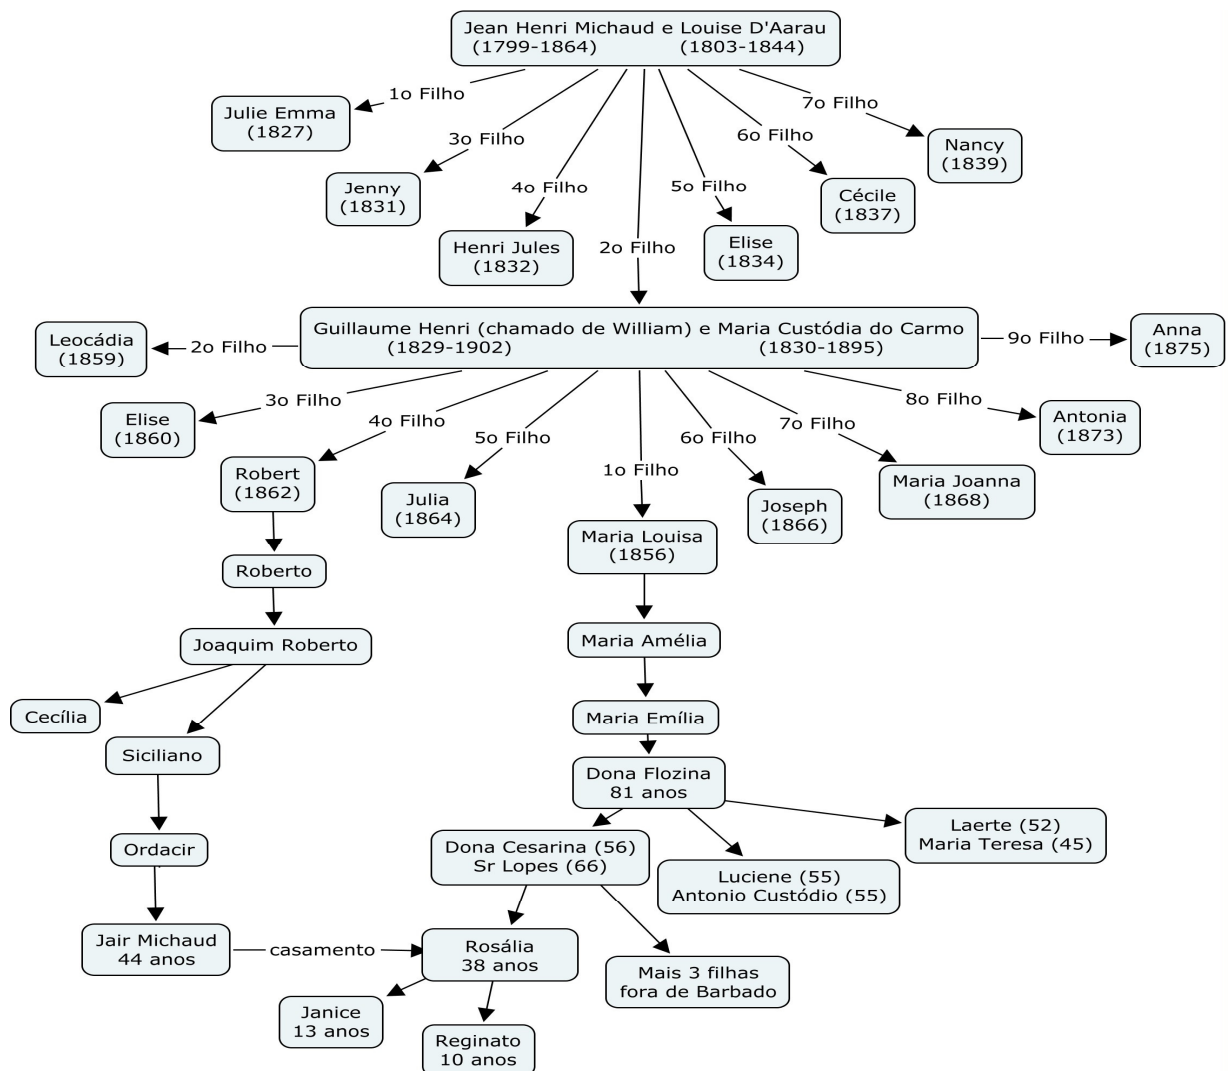 Jean Henri Michaud e Louise D'Aarau
(1799-1864) (1803-1844)
1o Filho
7o Filho
Julie Emma
(1827)
3o Filho
6o Filho
Nancy
(1839)
Jenny
(1831)
4o Filho
5o Filho
Cécile
(1837)
Henri Jules
(1832)
2o Filho
Elise
(1834)
Guillaume Henri (chamado de William) e Maria Custódia do Carmo
(1829-1902) (1830-1895)
Leocádia
(1859)
2o Filho
9o Filho
Anna
(1875)
3o Filho
8o Filho
Elise
(1860)
4o Filho
7o Filho
Antonia
(1873)
5o Filho
6o Filho
Robert
(1862)
1o Filho
Maria Joanna
(1868)
Julia
(1864)
Joseph
(1866)
Maria Louisa
(1856)
Roberto
Joaquim Roberto
Maria Amélia
Cecília
Maria Emília
Siciliano
Dona Flozina
81 anos
Laerte (52)
Maria Teresa (45)
Ordacir
Dona Cesarina (56)
Sr Lopes (66)
Luciene (55)
Antonio Custódio (55)
Jair Michaud
44 anos
casamento
Rosália
38 anos
Mais 3 filhas
fora de Barbado
Janice
13 anos
Reginato
10 anos